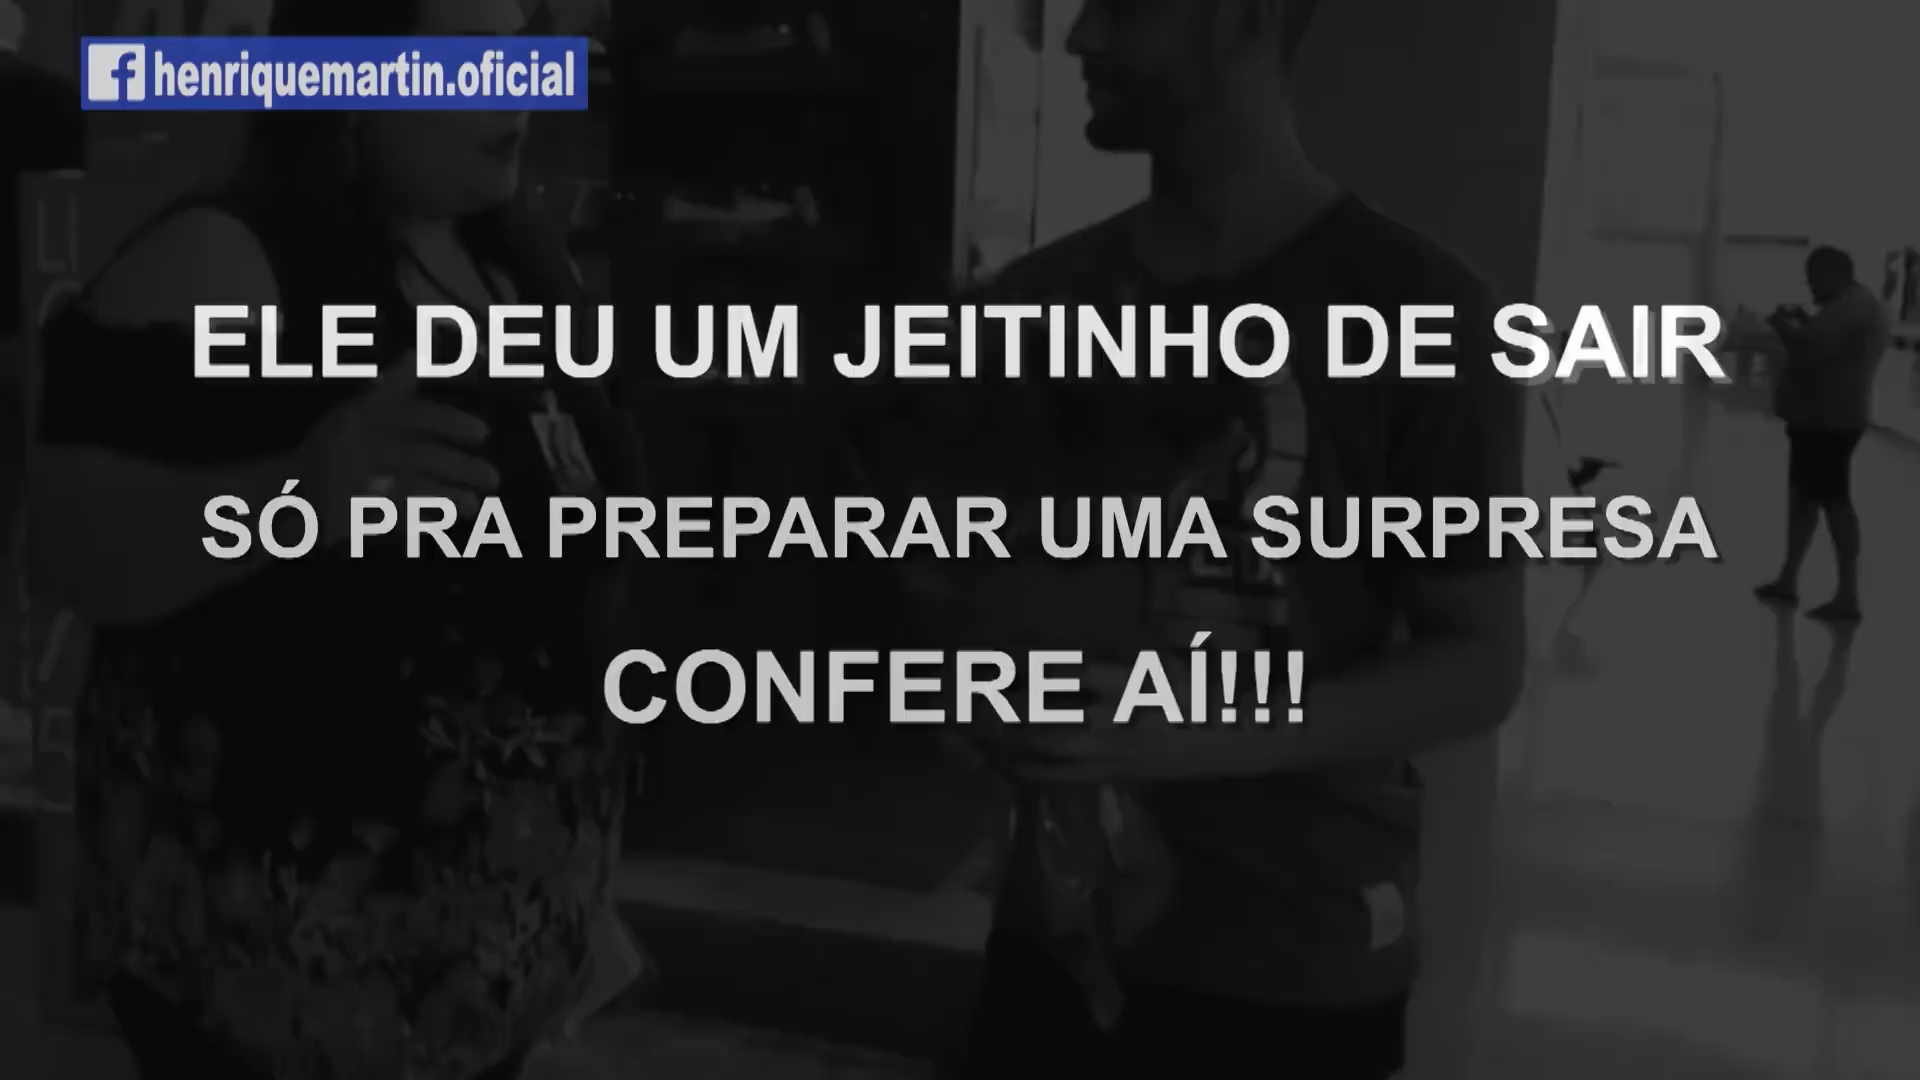 henriquemartin.oficial
ELE DEU UM JEITINHO DE SAIR
SÓ PRA PREPARAR UMA SURPRESA
CONFERE AÍ!!!